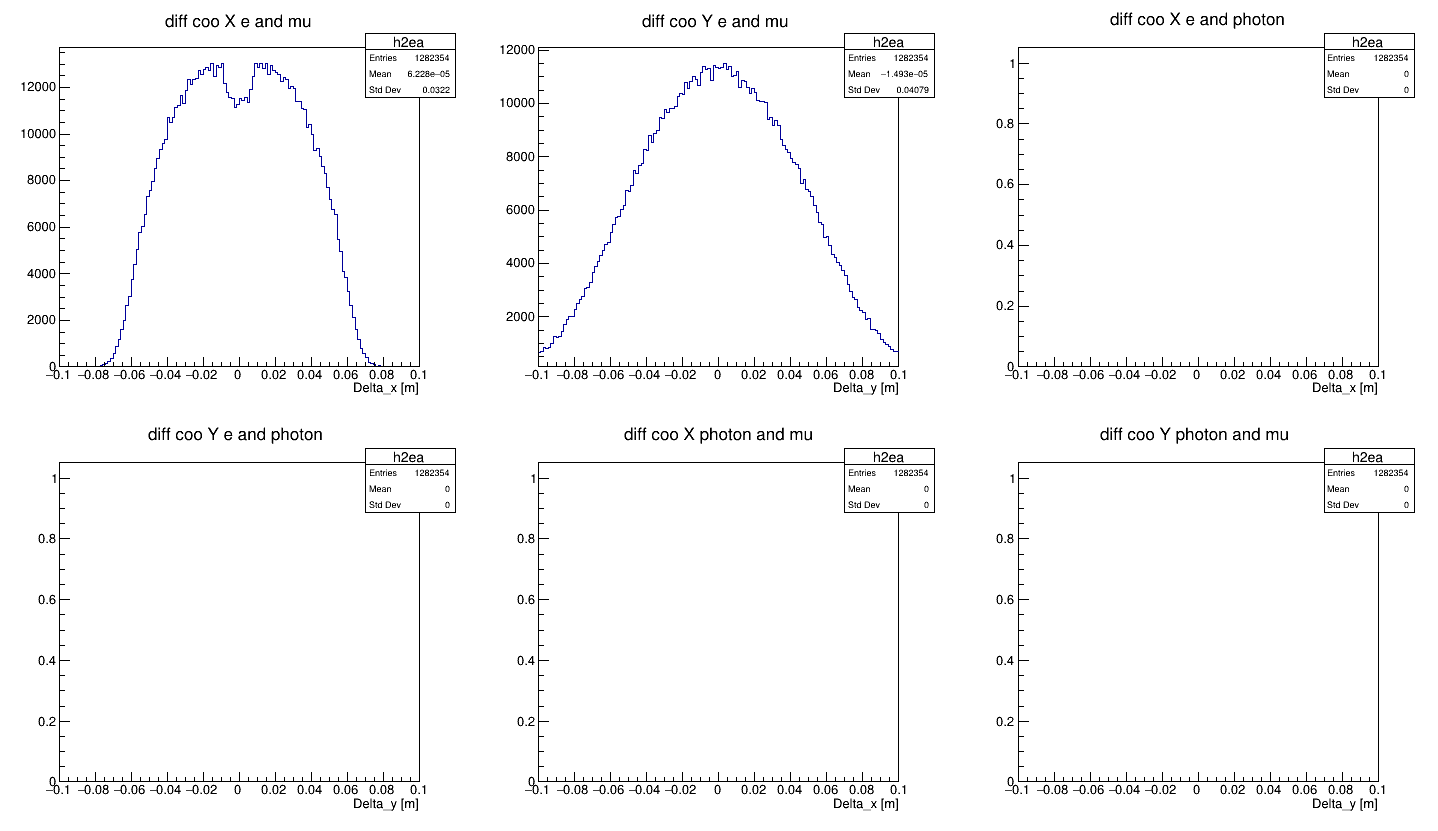 diff coo X e and mu
h2ea
Entries 1282354
Mean 6.228e−05
Std Dev 0.0322
12000
10000
8000
6000
4000
2000
0
−0.1 −0.08 −0.06 −0.04 −0.02 0 0.02 0.04 0.06 0.08 0.1
Delta_x [m]
diff coo Y e and mu
h2ea
Entries 1282354
Mean −1.493e−05
Std Dev 0.04079
12000
10000
8000
6000
4000
2000
−0.1 −0.08 −0.06 −0.04 −0.02 0 0.02 0.04 0.06 0.08 0.1
Delta_y [m]
diff coo X e and photon
h2ea
Entries 1282354
Mean 0
Std Dev 0
1
0.8
0.6
0.4
0.2
0
−0.1 −0.08 −0.06 −0.04 −0.02 0 0.02 0.04 0.06 0.08 0.1
Delta_x [m]
diff coo Y e and photon
h2ea
Entries 1282354
Mean 0
Std Dev 0
1
0.8
0.6
0.4
0.2
0
−0.1 −0.08 −0.06 −0.04 −0.02 0 0.02 0.04 0.06 0.08 0.1
Delta_y [m]
diff coo X photon and mu
h2ea
Entries 1282354
Mean 0
Std Dev 0
1
0.8
0.6
0.4
0.2
0
−0.1 −0.08 −0.06 −0.04 −0.02 0 0.02 0.04 0.06 0.08 0.1
Delta_x [m]
diff coo Y photon and mu
h2ea
Entries 1282354
Mean 0
Std Dev 0
1
0.8
0.6
0.4
0.2
0
−0.1 −0.08 −0.06 −0.04 −0.02 0 0.02 0.04 0.06 0.08 0.1
Delta_y [m]